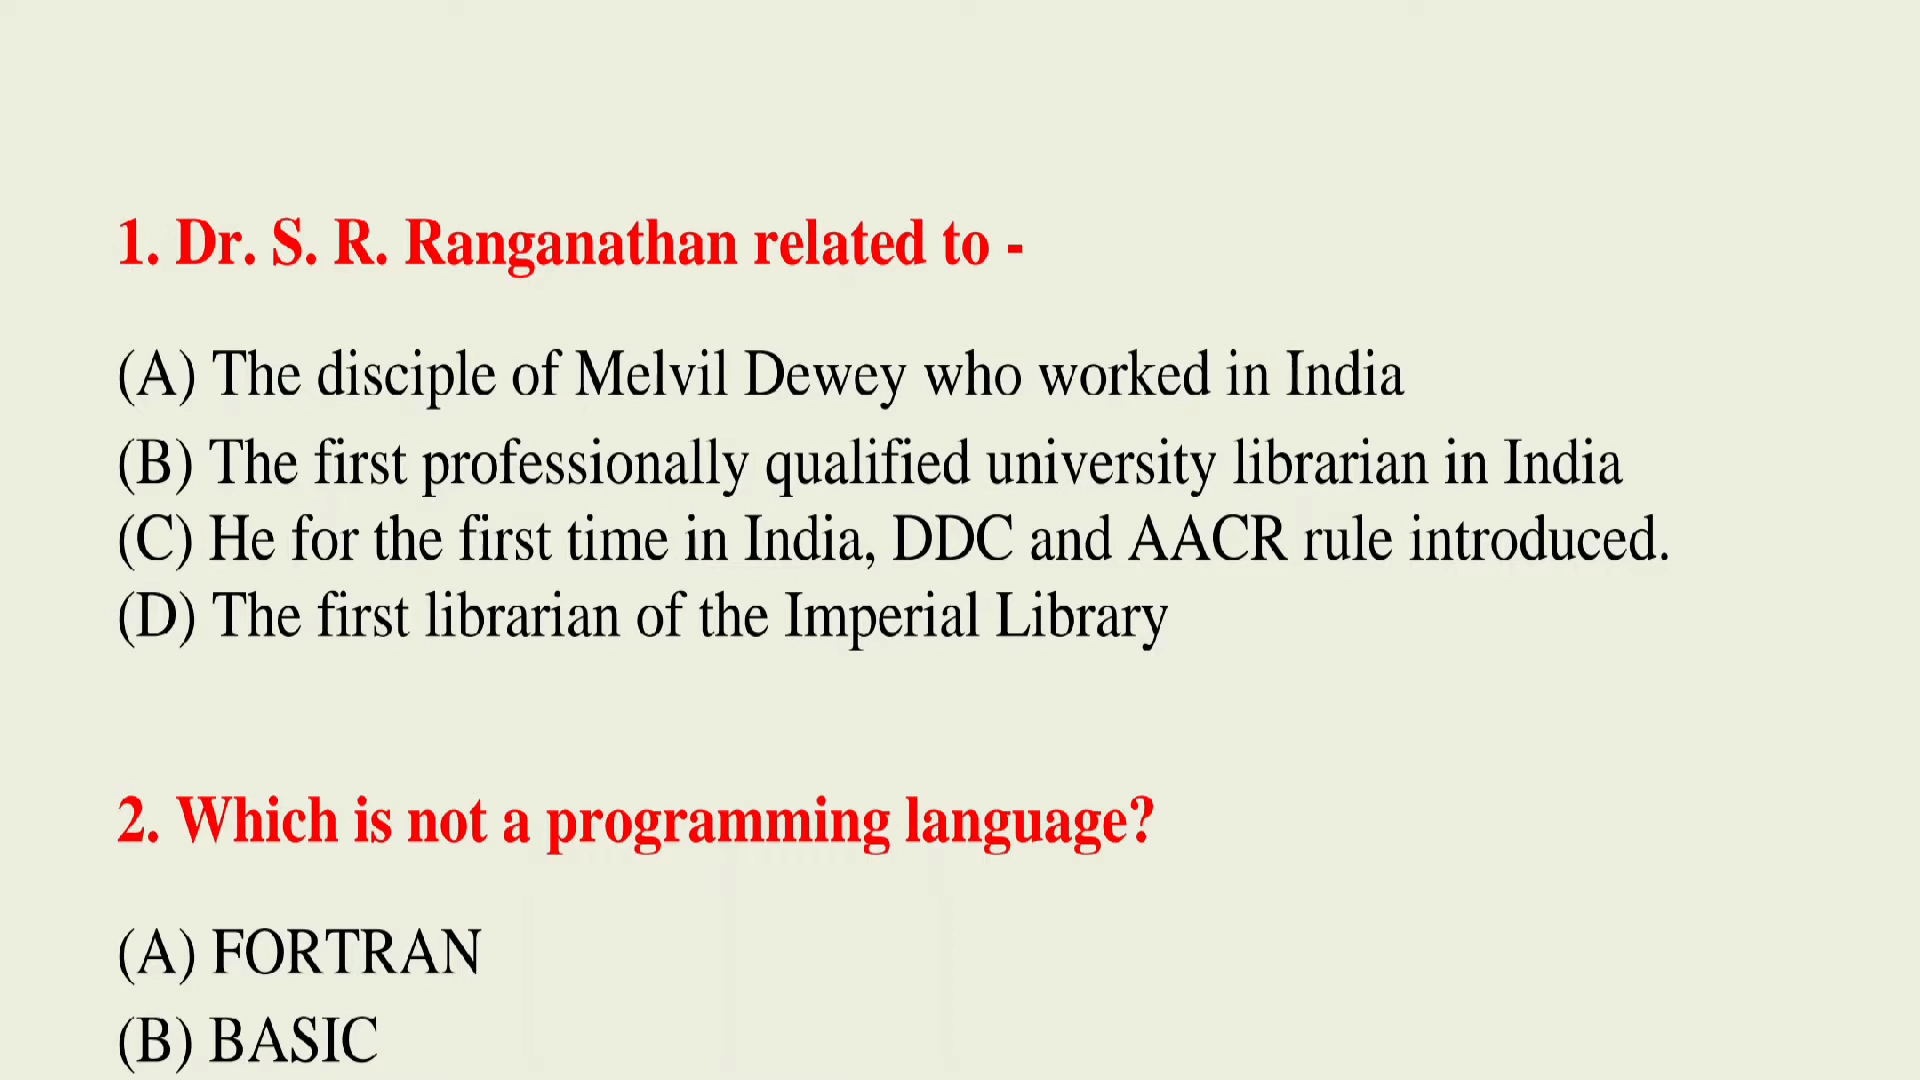 1. Dr. S. R. Ranganathan related to -
(A) The disciple of Melvil Dewey who worked in India
(B) The first professionally qualified university librarian in India
(C) He for the first time in India, DDC and AACR rule introduced.
(D) The first librarian of the Imperial Library
2. Which is not a programming language?
(A) FORTRAN
(B) BASIC